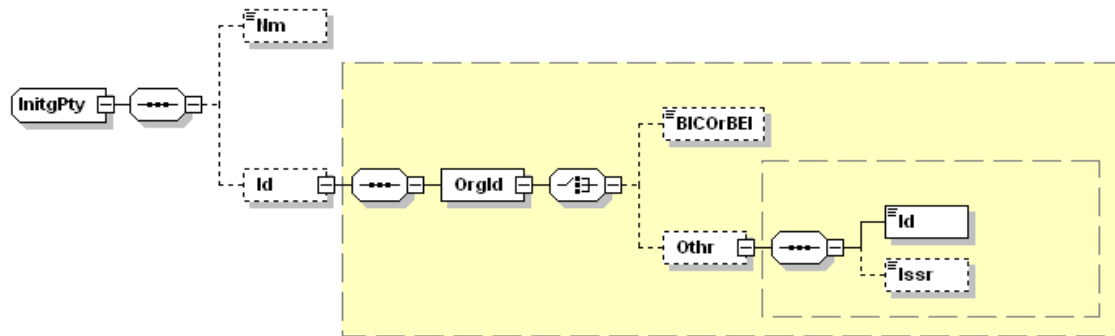 Nm
InitgPty
BICOrBEI
Id
OrgId
Id
Othr
Issr